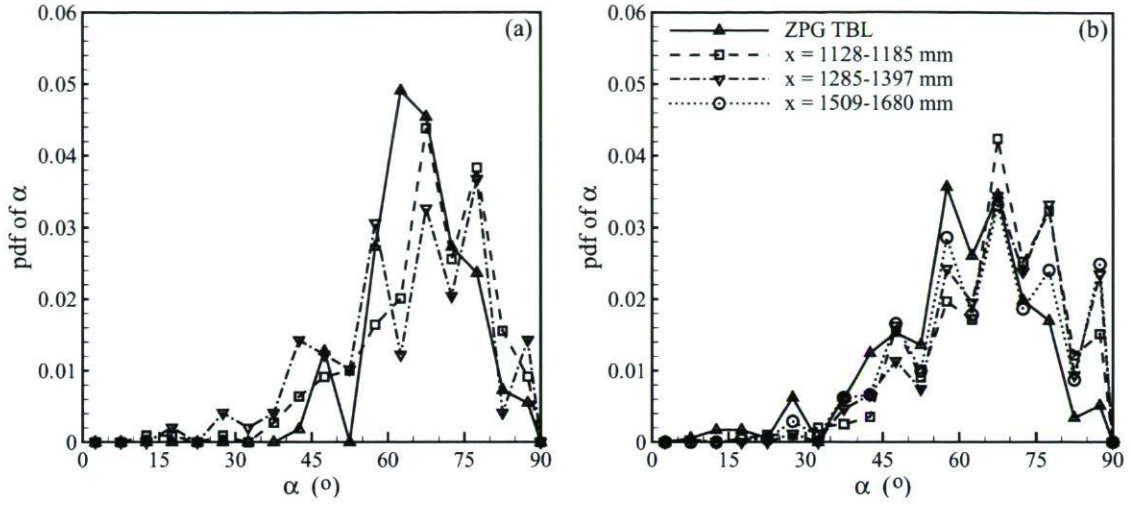 (a)
0.06
0.05
0.04
0.03
0.02
0.01
0
pdf of α
0 15 30 45 60 75 90
α (o)
(b)
ZPG TBL
x = 1128-1185 mm
x = 1285-1397 mm
x = 1509-1680 mm
0.06
0.05
0.04
0.03
0.02
0.01
0
pdf of α
0 15 30 45 60 75 90
α (o)